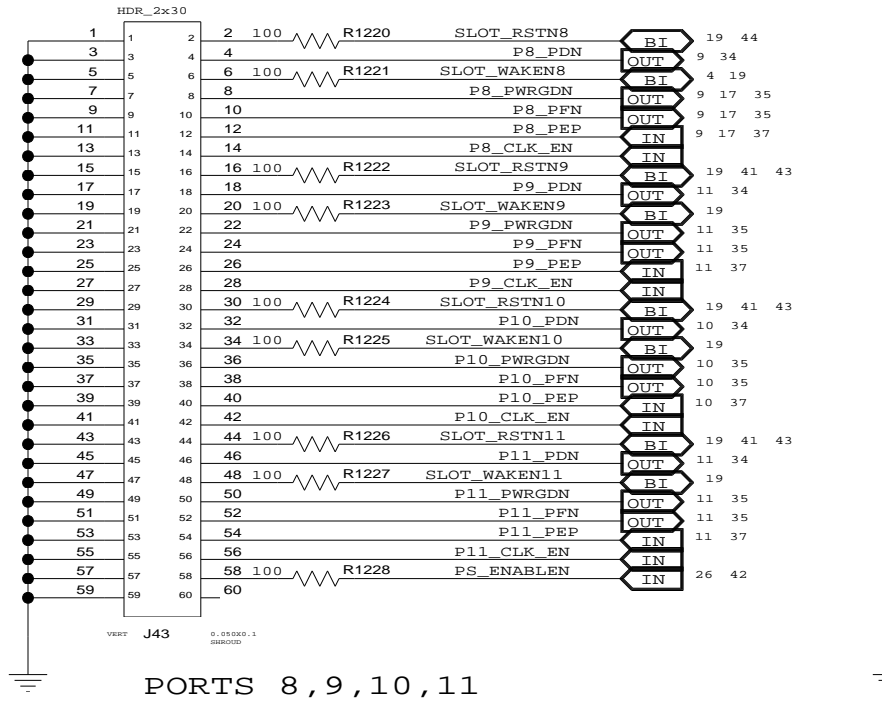 HDR_2x30
1 1 2 2 100 R1220 SLOT_RSTN8 BI 19 44
3 3 4 4 P8_PDN OUT 9 34
5 5 6 6 100 R1221 SLOT_WAKEN8 BI 4 19
7 7 8 8 P8_PWRGDN OUT 9 17 35
9 9 10 10 P8_PFN OUT 9 17 35
11 11 12 12 P8_PEP IN 9 17 37
13 13 14 14 P8_CLK_EN IN
15 15 16 16 100 R1222 SLOT_RSTN9 BI 19 41 43
17 17 18 18 P9_PDN OUT 11 34
19 19 20 20 100 R1223 SLOT_WAKEN9 BI 19
21 21 22 22 P9_PWRGDN OUT 11 35
23 23 24 24 P9_PFN OUT 11 35
25 25 26 26 P9_PEP IN 11 37
27 27 28 28 P9_CLK_EN IN
29 29 30 30 100 R1224 SLOT_RSTN10 BI 19 41 43
31 31 32 32 P10_PDN OUT 10 34
33 33 34 34 100 R1225 SLOT_WAKEN10 BI 19
35 35 36 36 P10_PWRGDN OUT 10 35
37 37 38 38 P10_PFN OUT 10 35
39 39 40 40 P10_PEP IN 10 37
41 41 42 42 P10_CLK_EN IN
43 43 44 44 100 R1226 SLOT_RSTN11 BI 19 41 43
45 45 46 46 P11_PDN OUT 11 34
47 47 48 48 100 R1227 SLOT_WAKEN11 BI 19
49 49 50 50 P11_PWRGDN OUT 11 35
51 51 52 52 P11_PFN OUT 11 35
53 53 54 54 P11_PEP IN 11 37
55 55 56 56 P11_CLK_EN IN
57 57 58 58 100 R1228 PS_ENABLEN IN 26 42
59 59 60 60
VERT J43 0.050X0.1
SHROUD
PORTS 8,9,10,11